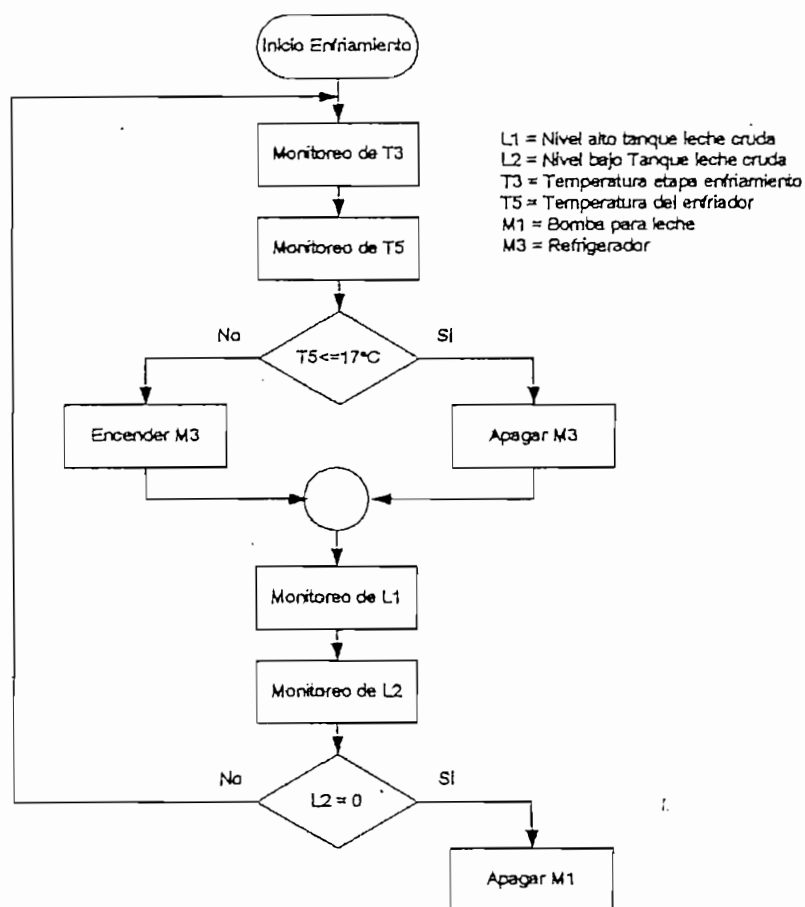 Inicio Enfriamiento
Monitoreo de T3
L1 = Nivel alto tanque leche cruda
L2 = Nivel bajo Tanque leche cruda
T3 = Temperatura etapa enfriamiento
T5 = Temperatura del enfriador
M1 = Bomba para leche
M3 = Refrigerador
Monitoreo de T5
No
Si
T5<=17°C
Encender M3
Apagar M3
Monitoreo de L1
Monitoreo de L2
No
Si
L2 = 0
Apagar M1